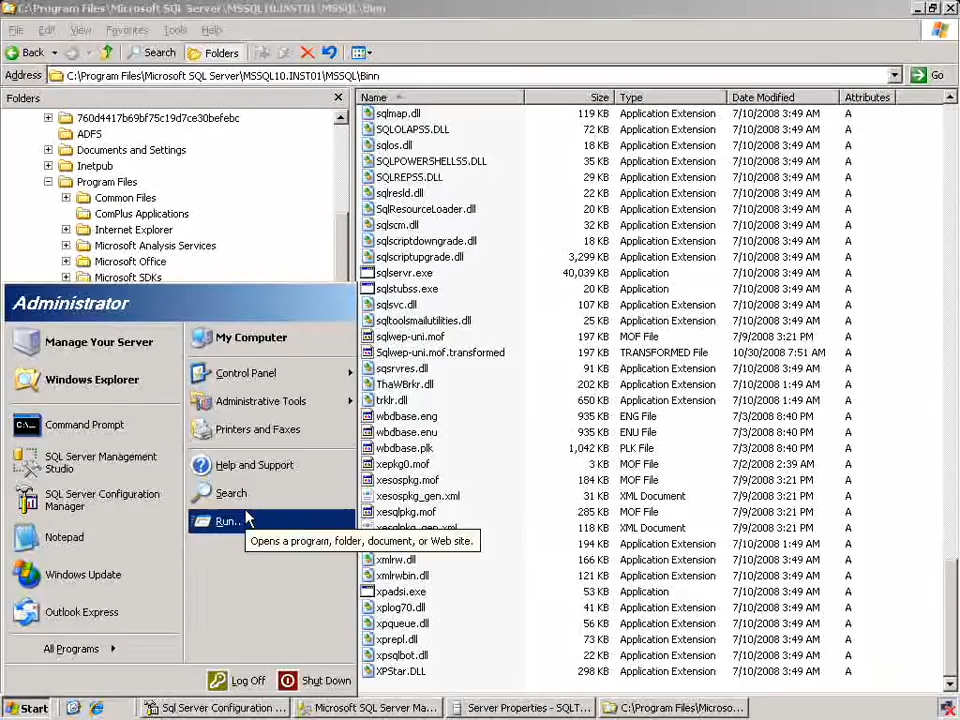 C:\Program Files\Microsoft SQL Server\MSSQL10.INST01\MSSQL\Binn
File Edit View Favorites Tools Help
Back Search Folders
Address C:\Program Files\Microsoft SQL Server\MSSQL10.INST01\MSSQL\Binn Go
Folders
760d4417b69bf75c19d7ce30befebc
ADFS
Documents and Settings
Inetpub
Program Files
Common Files
ComPlus Applications
Internet Explorer
Microsoft Analysis Services
Microsoft Office
Microsoft SDKs
Name Size Type Date Modified Attributes
sqlmap.dll 119 KB Application Extension 7/10/2008 3:49 AM A
SQLOLAPSS.DLL 72 KB Application Extension 7/10/2008 3:49 AM A
sqlos.dll 18 KB Application Extension 7/10/2008 3:49 AM A
SQLPOWERSHELLSS.DLL 35 KB Application Extension 7/10/2008 3:49 AM A
SQLREPSS.DLL 29 KB Application Extension 7/10/2008 3:49 AM A
sqlresld.dll 22 KB Application Extension 7/10/2008 3:49 AM A
SqlResourceLoader.dll 20 KB Application Extension 7/10/2008 3:49 AM A
sqlscm.dll 32 KB Application Extension 7/10/2008 3:49 AM A
sqlscriptdowngrade.dll 18 KB Application Extension 7/10/2008 3:49 AM A
sqlscriptupgrade.dll 3,299 KB Application Extension 7/10/2008 3:49 AM A
sqlservr.exe 40,039 KB Application 7/10/2008 3:49 AM A
sqlstubss.exe 20 KB Application 7/10/2008 3:49 AM A
sqlsvc.dll 107 KB Application Extension 7/10/2008 3:49 AM A
sqltoolsmailutilities.dll 25 KB Application Extension 7/10/2008 3:49 AM A
sqlwep-uni.mof 197 KB MOF File 7/9/2008 3:21 PM A
Sqlwep-uni.mof.transformed 197 KB TRANSFORMED File 10/30/2008 7:51 AM A
sqsrvres.dll 91 KB Application Extension 7/10/2008 3:49 AM A
ThaWBrkr.dll 202 KB Application Extension 7/10/2008 1:49 AM A
trklr.dll 650 KB Application Extension 7/10/2008 1:49 AM A
wbdbase.eng 935 KB ENG File 7/3/2008 8:40 PM A
wbdbase.enu 935 KB ENU File 7/3/2008 8:40 PM A
wbdbase.plk 1,042 KB PLK File 7/3/2008 8:40 PM A
xepkg0.mof 3 KB MOF File 7/2/2008 2:39 AM A
xesospkg.mof 184 KB MOF File 7/9/2008 3:21 PM A
xesospkg_gen.xml 31 KB XML Document 7/9/2008 3:21 PM A
xesqlpkg.mof 285 KB MOF File 7/9/2008 3:21 PM A
xesqlpkg_gen.xml 118 KB XML Document 7/9/2008 3:21 PM A
194 KB Application Extension 7/10/2008 3:49 AM A
xmlrw.dll 166 KB Application Extension 7/10/2008 3:49 AM A
xmlrwbin.dll 121 KB Application Extension 7/10/2008 3:49 AM A
xpadsi.exe 53 KB Application 7/10/2008 3:49 AM A
xplog70.dll 41 KB Application Extension 7/10/2008 3:49 AM A
xpqueue.dll 56 KB Application Extension 7/10/2008 3:49 AM A
xprepl.dll 73 KB Application Extension 7/10/2008 3:49 AM A
xpsqlbot.dll 22 KB Application Extension 7/10/2008 3:49 AM A
XPStar.DLL 298 KB Application Extension 7/10/2008 3:49 AM A
Administrator
Manage Your Server
Windows Explorer
Command Prompt
SQL Server Management
Studio
SQL Server Configuration
Manager
Notepad
Windows Update
Outlook Express
All Programs
My Computer
Control Panel
Administrative Tools
Printers and Faxes
Help and Support
Search
Run...
Opens a program, folder, document, or Web site.
Log Off Shut Down
Start Sql Server Configuration ... Microsoft SQL Server Ma... Server Properties - SQLT... C:\Program Files\Microso...